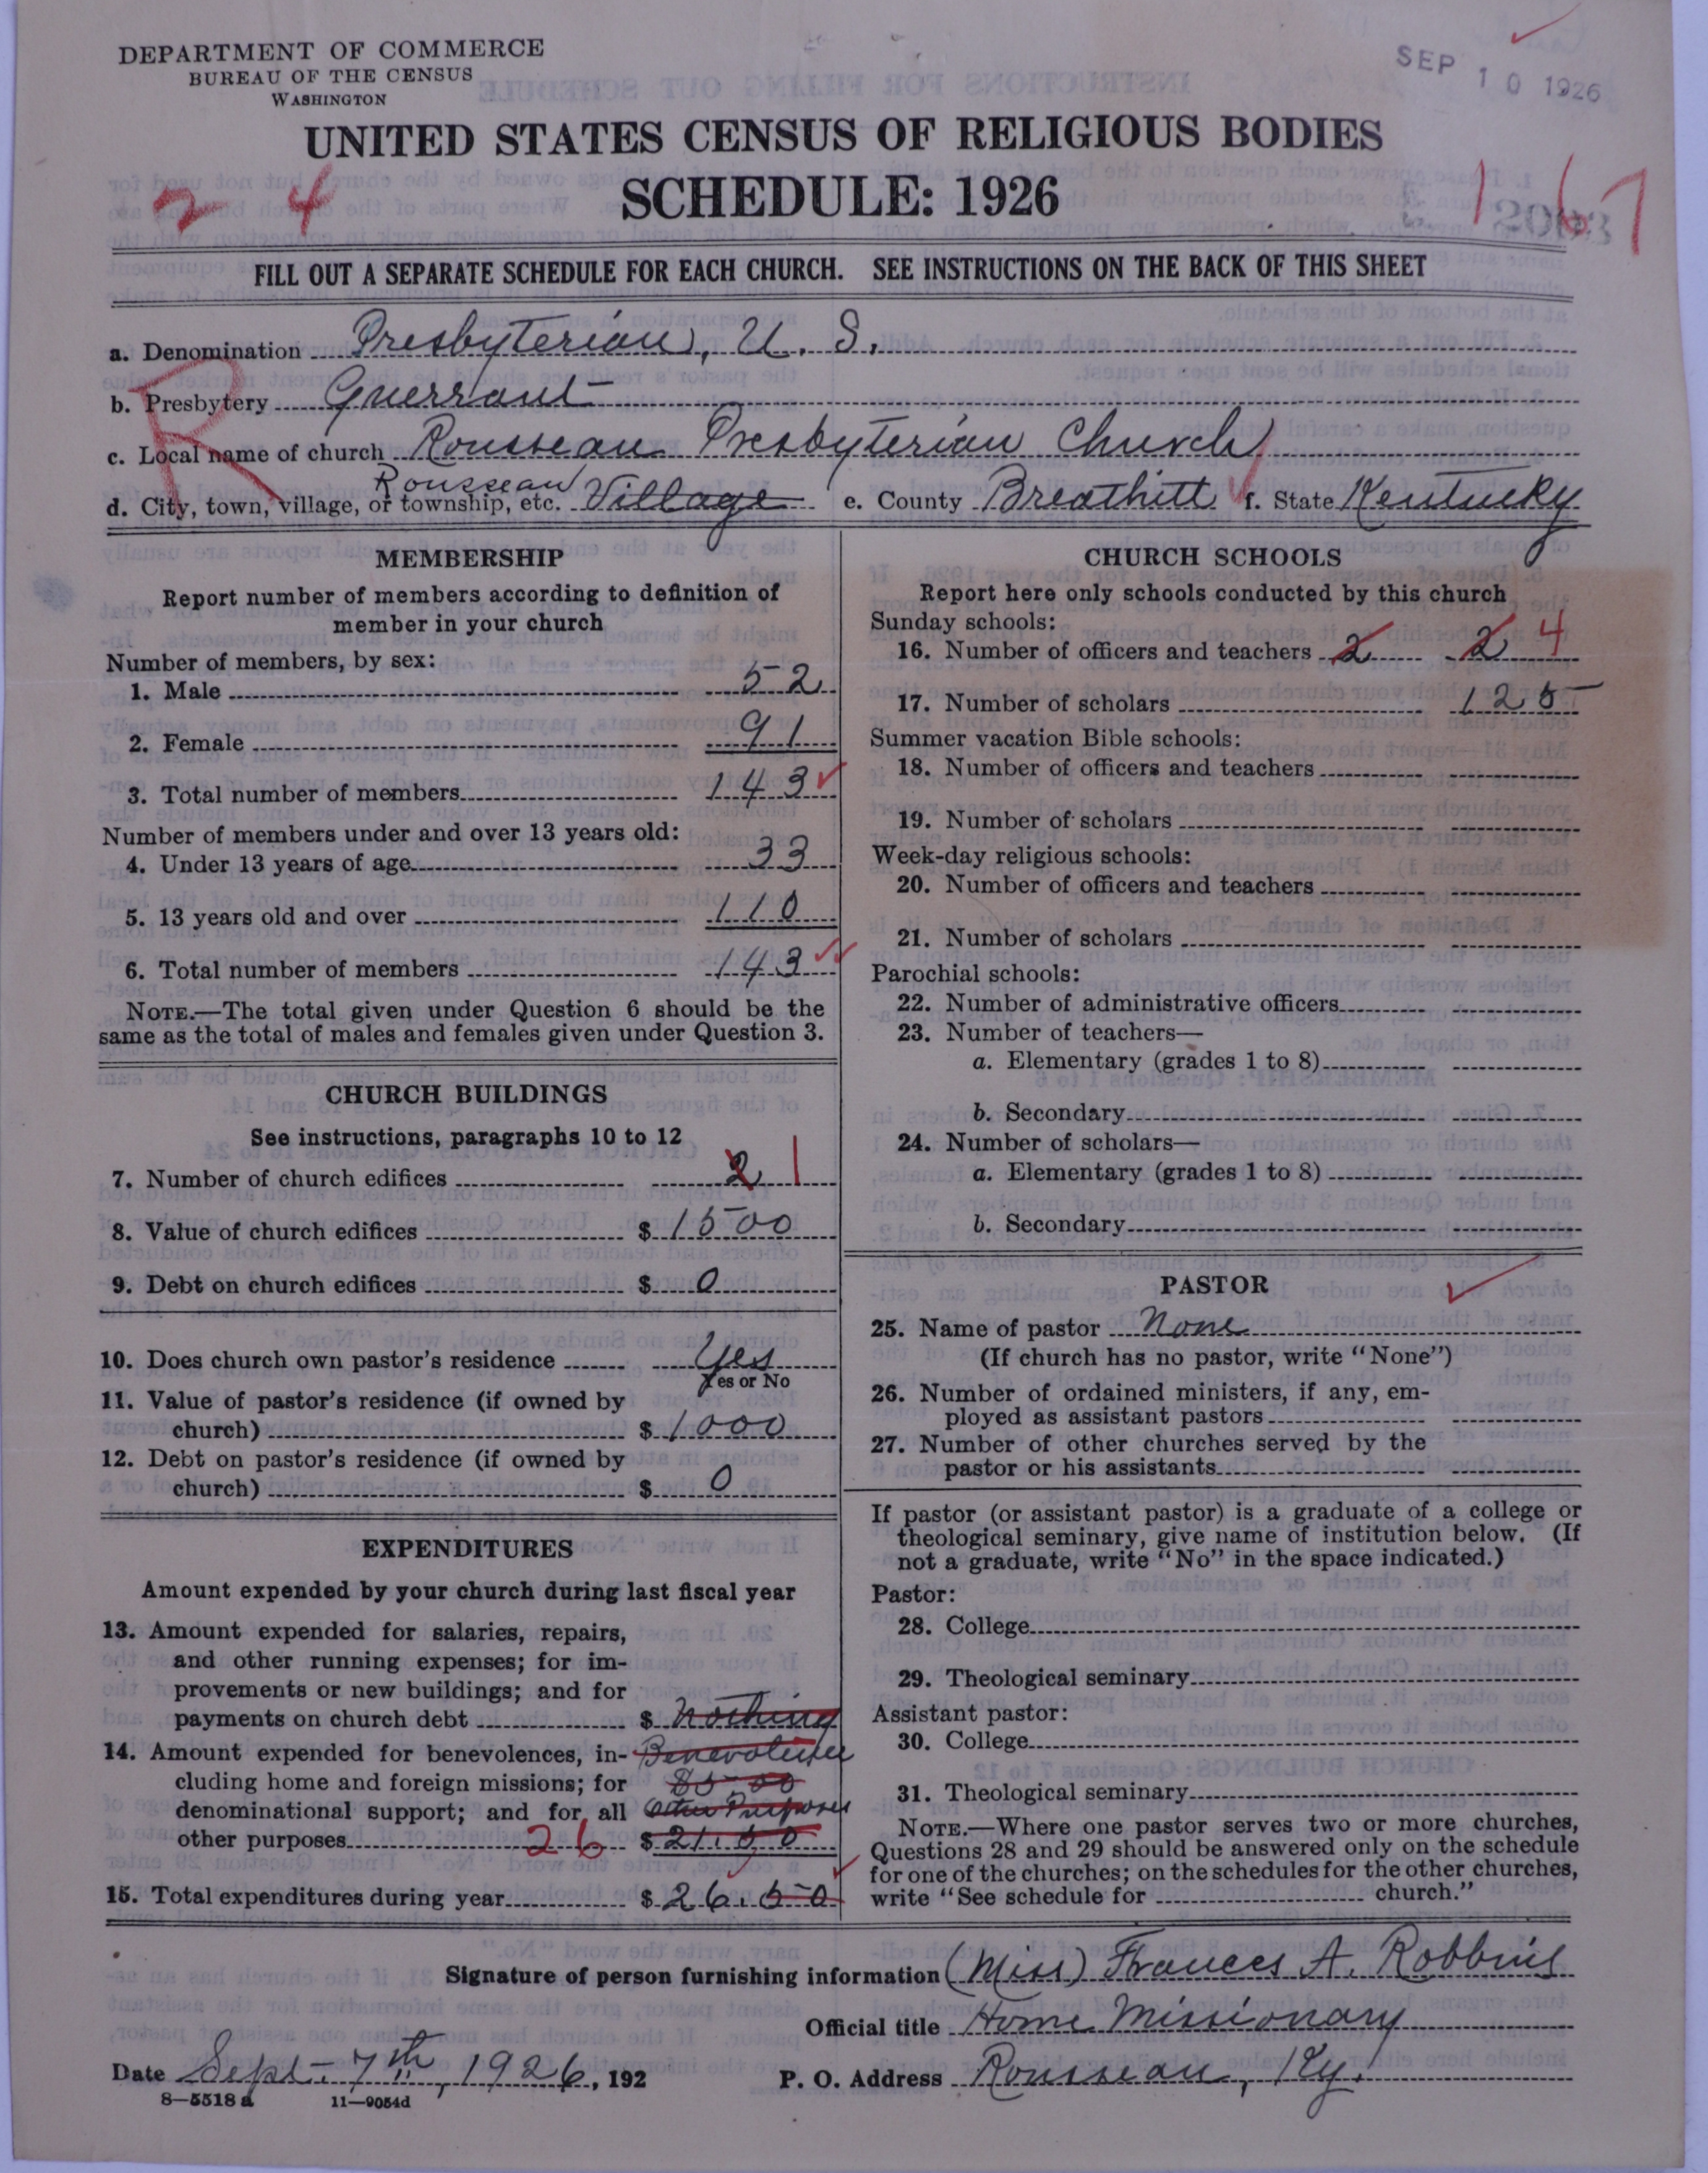 DEPARTMENT OF COMMERCE
BUREAU OF THE CENSUS
WASHINGTON
SEP 10 1926
UNITED STATES CENSUS OF RELIGIOUS BODIES
SCHEDULE: 1926
2 4
1 67
FILL OUT A SEPARATE SCHEDULE FOR EACH CHURCH. SEE INSTRUCTIONS ON THE BACK OF THIS SHEET
a. Denomination Presbyterian, U. S.
b. Presbytery Guerrant
R
c. Local name of church Rousseau Presbyterian Church
d. City, town, village, or township, etc. Rousseau Village e. County Breathitt f. State Kentucky
MEMBERSHIP
Report number of members according to definition of
member in your church
Number of members, by sex:
1. Male 52
2. Female 91
3. Total number of members 143
Number of members under and over 13 years old:
4. Under 13 years of age 33
5. 13 years old and over 110
6. Total number of members 143
NOTE.—The total given under Question 6 should be the
same as the total of males and females given under Question 3.
CHURCH BUILDINGS
See instructions, paragraphs 10 to 12
7. Number of church edifices 2 1
8. Value of church edifices $ 1500
9. Debt on church edifices $ 0
10. Does church own pastor's residence Yes
Yes or No
11. Value of pastor's residence (if owned by
church) $ 1000
12. Debt on pastor's residence (if owned by
church) $ 0
EXPENDITURES
Amount expended by your church during last fiscal year
13. Amount expended for salaries, repairs,
and other running expenses; for im-
provements or new buildings; and for
payments on church debt $ Nothing
14. Amount expended for benevolences, in- Benevolences
cluding home and foreign missions; for $5.00
denominational support; and for all Other Purposes
other purposes 26 $ 21.50
15. Total expenditures during year $ 26.50
CHURCH SCHOOLS
Report here only schools conducted by this church
Sunday schools:
16. Number of officers and teachers 2 2 4
17. Number of scholars 125
Summer vacation Bible schools:
18. Number of officers and teachers
19. Number of scholars
Week-day religious schools:
20. Number of officers and teachers
21. Number of scholars
Parochial schools:
22. Number of administrative officers
23. Number of teachers—
a. Elementary (grades 1 to 8)
b. Secondary
24. Number of scholars—
a. Elementary (grades 1 to 8)
b. Secondary
PASTOR
25. Name of pastor None
(If church has no pastor, write "None")
26. Number of ordained ministers, if any, em-
ployed as assistant pastors
27. Number of other churches served by the
pastor or his assistants
If pastor (or assistant pastor) is a graduate of a college or
theological seminary, give name of institution below. (If
not a graduate, write "No" in the space indicated.)
Pastor:
28. College
29. Theological seminary
Assistant pastor:
30. College
31. Theological seminary
NOTE.—Where one pastor serves two or more churches,
Questions 28 and 29 should be answered only on the schedule
for one of the churches; on the schedules for the other churches,
write "See schedule for church."
Signature of person furnishing information (Miss) Frances A. Robbins
Official title Home Missionary
Date Sept - 7th, 1926, 192 P. O. Address Rousseau, Ky.
8—5518 a 11—9054d